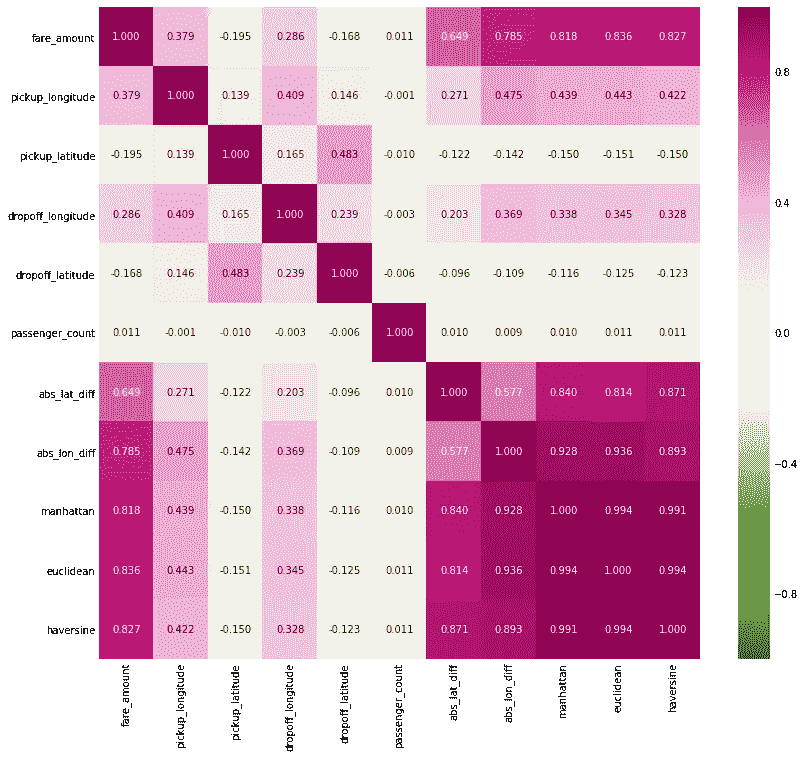 fare_amount 1.000 0.379 -0.195 0.286 -0.168 0.011 0.649 0.785 0.818 0.836 0.827
pickup_longitude 0.379 1.000 0.139 0.409 0.146 -0.001 0.271 0.475 0.439 0.443 0.422
pickup_latitude -0.195 0.139 1.000 0.165 0.483 -0.010 -0.122 -0.142 -0.150 -0.151 -0.150
dropoff_longitude 0.286 0.409 0.165 1.000 0.239 -0.003 0.203 0.369 0.338 0.345 0.328
dropoff_latitude -0.168 0.146 0.483 0.239 1.000 -0.006 -0.096 -0.109 -0.116 -0.125 -0.123
passenger_count 0.011 -0.001 -0.010 -0.003 -0.006 1.000 0.010 0.009 0.010 0.011 0.011
abs_lat_diff 0.649 0.271 -0.122 0.203 -0.096 0.010 1.000 0.577 0.840 0.814 0.871
abs_lon_diff 0.785 0.475 -0.142 0.369 -0.109 0.009 0.577 1.000 0.928 0.936 0.893
manhattan 0.818 0.439 -0.150 0.338 -0.116 0.010 0.840 0.928 1.000 0.994 0.991
euclidean 0.836 0.443 -0.151 0.345 -0.125 0.011 0.814 0.936 0.994 1.000 0.994
haversine 0.827 0.422 -0.150 0.328 -0.123 0.011 0.871 0.893 0.991 0.994 1.000
fare_amount
pickup_longitude
pickup_latitude
dropoff_longitude
dropoff_latitude
passenger_count
abs_lat_diff
abs_lon_diff
manhattan
euclidean
haversine
0.8
0.4
0.0
-0.4
-0.8